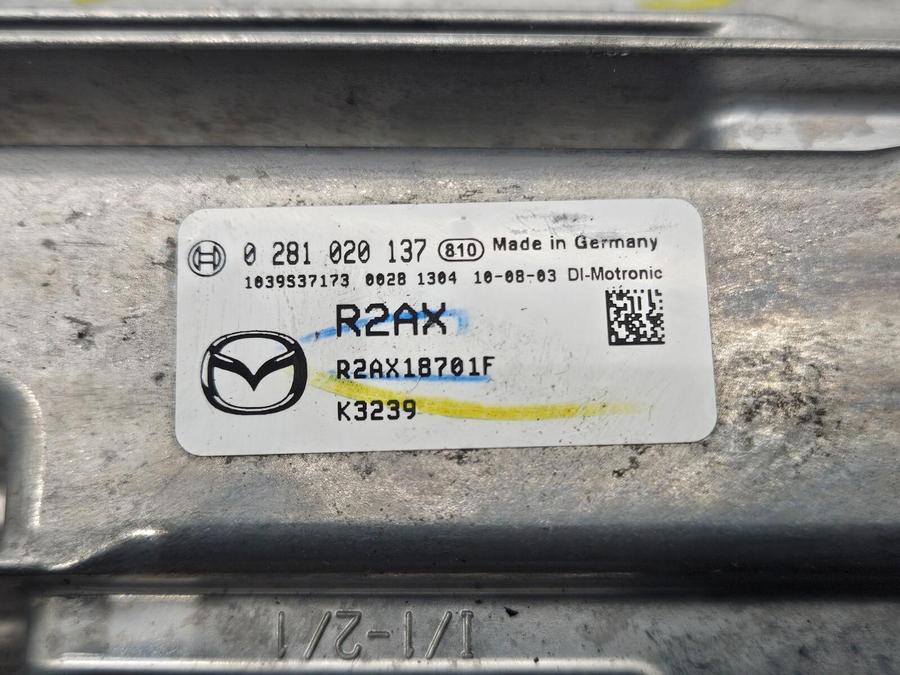 0 281 020 137 810 Made in Germany
1039S37173 0028 1304 10-08-03 DI-Motronic
R2AX
R2AX18701F
K3239
1/1-2/1